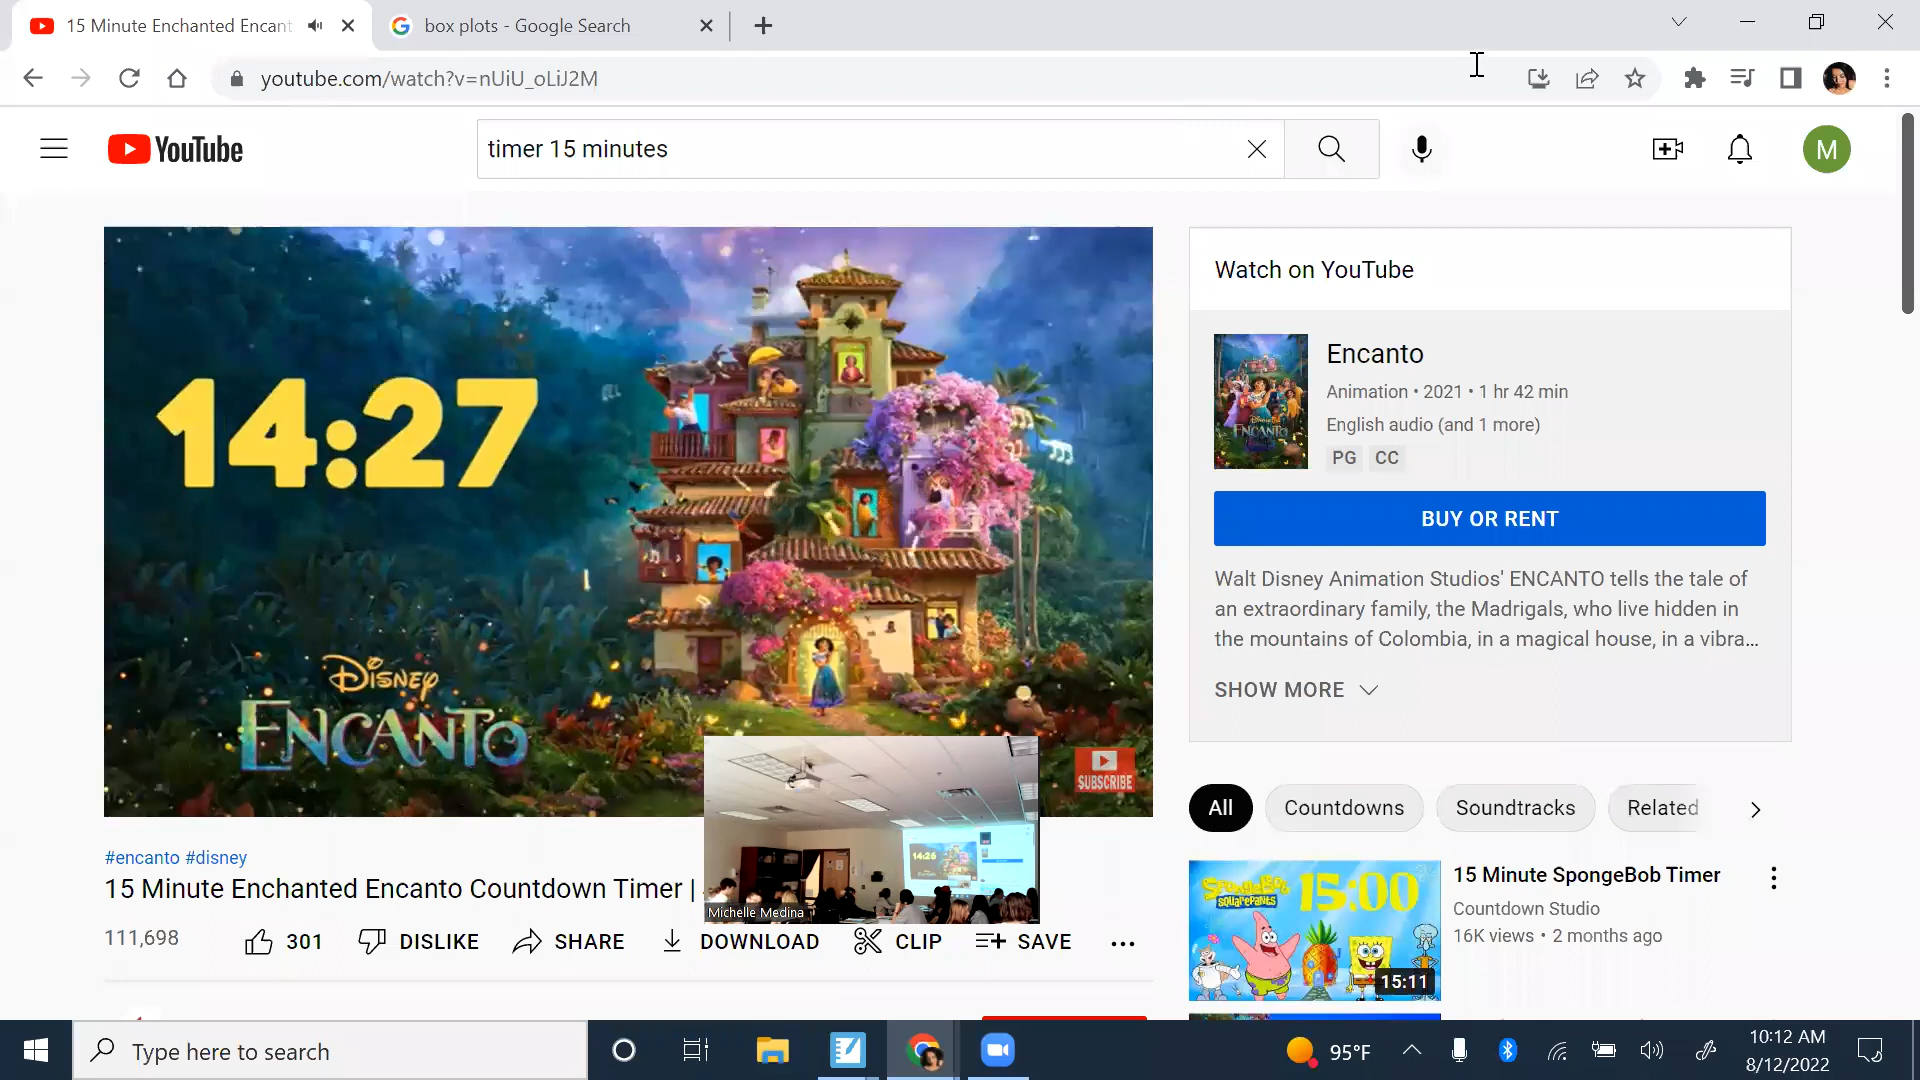 15 Minute Enchanted Encant
box plots - Google Search
youtube.com/watch?v=nUiU_oLiJ2M
YouTube
timer 15 minutes
M
14:27
Disney
ENCANTO
SUBSCRIBE
14:26
Michelle Medina
#encanto #disney
15 Minute Enchanted Encanto Countdown Timer |
111,698
301
DISLIKE
SHARE
DOWNLOAD
CLIP
SAVE
Watch on YouTube
ENCANTO
Encanto
Animation • 2021 • 1 hr 42 min
English audio (and 1 more)
PG CC
BUY OR RENT
Walt Disney Animation Studios' ENCANTO tells the tale of
an extraordinary family, the Madrigals, who live hidden in
the mountains of Colombia, in a magical house, in a vibra...
SHOW MORE
All
Countdowns
Soundtracks
Related
SpongeBob
SQUAREPANTS
15:00
15:11
15 Minute SpongeBob Timer
Countdown Studio
16K views • 2 months ago
Type here to search
95°F
10:12 AM
8/12/2022